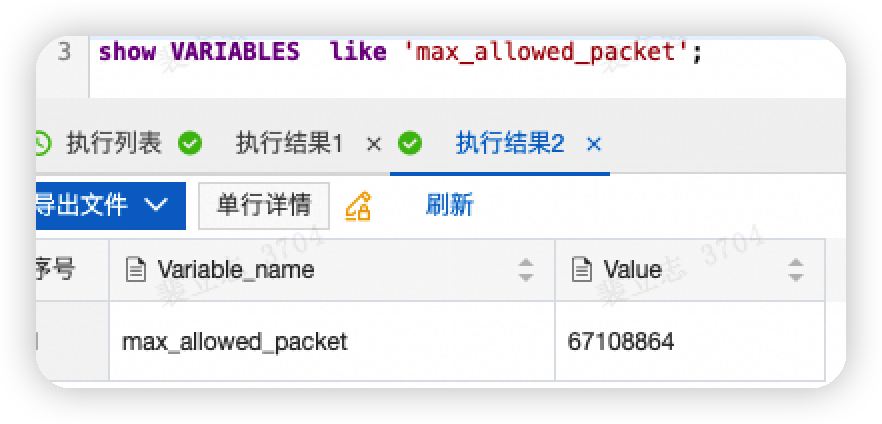 3 show VARIABLES  like 'max_allowed_packet';
执行列表 执行结果1 × 执行结果2 ×
导出文件 单行详情 刷新
序号 Variable_name Value
max_allowed_packet 67108864
裴立志 3704
裴立志 3704